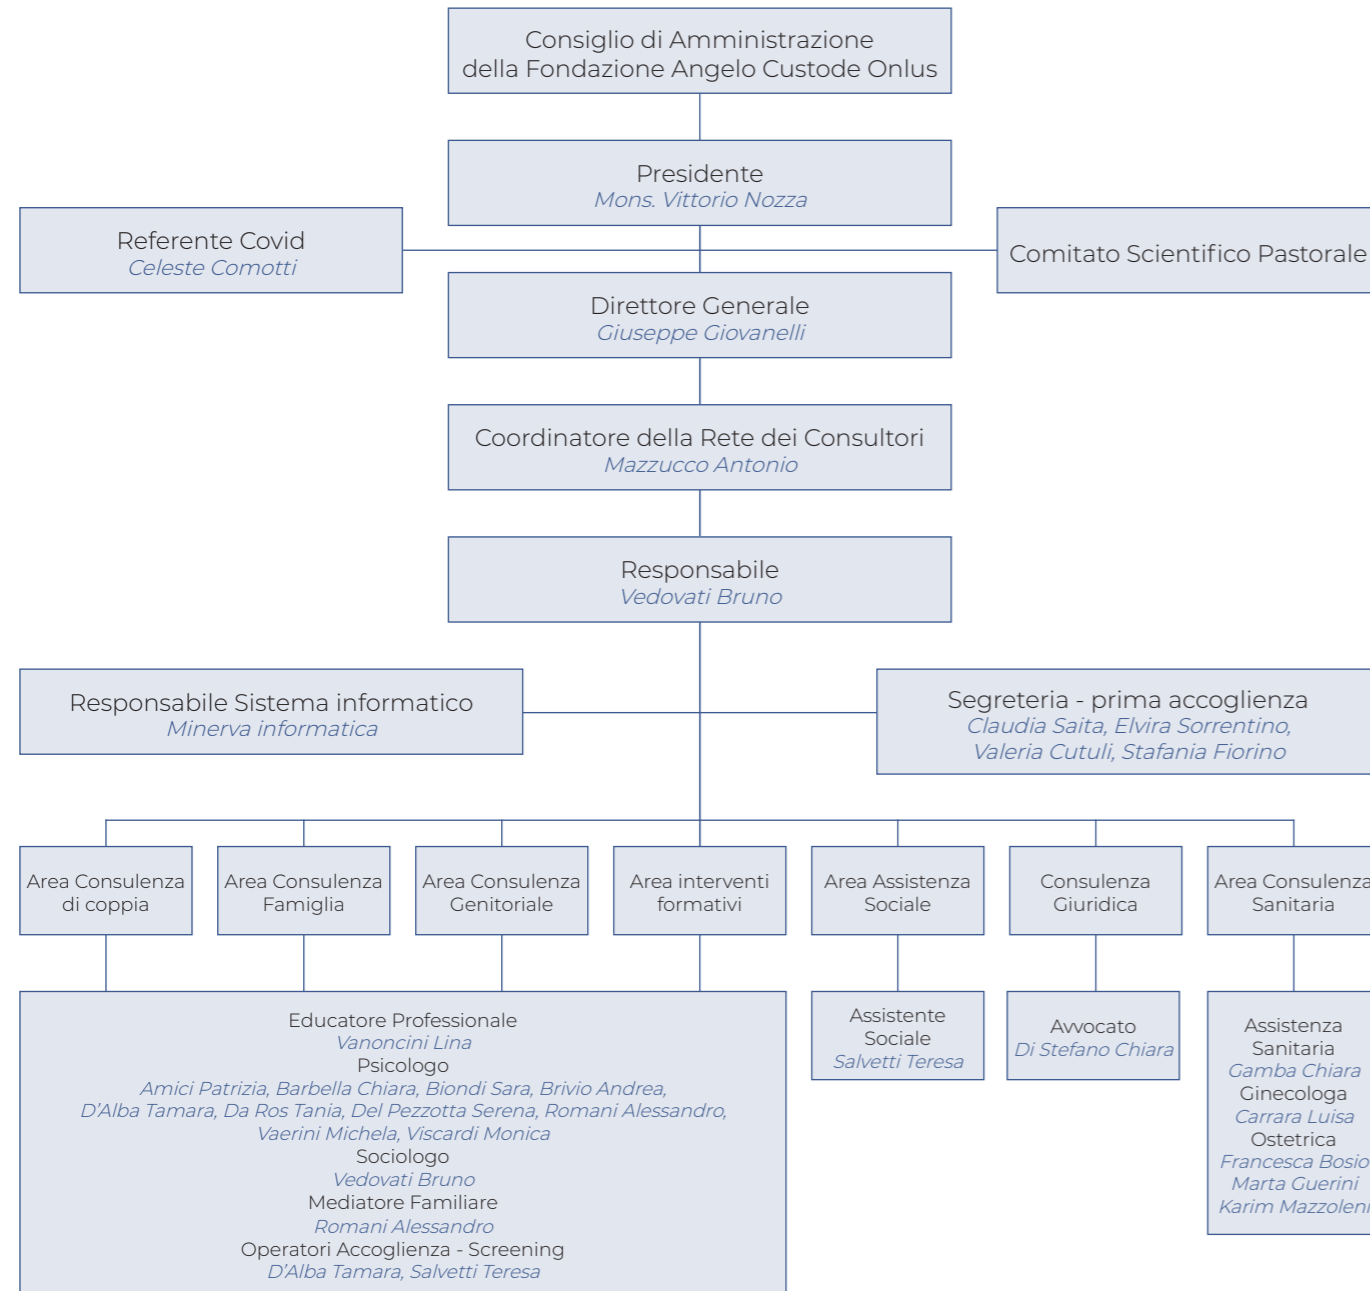 Consiglio di Amministrazione
della Fondazione Angelo Custode Onlus
Presidente
Mons. Vittorio Nozza
Referente Covid
Celeste Comotti
Comitato Scientifico Pastorale
Direttore Generale
Giuseppe Giovanelli
Coordinatore della Rete dei Consultori
Mazzucco Antonio
Responsabile
Vedovati Bruno
Responsabile Sistema informatico
Minerva informatica
Segreteria - prima accoglienza
Claudia Saita, Elvira Sorrentino,
Valeria Cutuli, Stafania Fiorino
Area Consulenza
di coppia
Area Consulenza
Famiglia
Area Consulenza
Genitoriale
Area interventi
formativi
Area Assistenza
Sociale
Consulenza
Giuridica
Area Consulenza
Sanitaria
Educatore Professionale
Vanoncini Lina
Psicologo
Amici Patrizia, Barbella Chiara, Biondi Sara, Brivio Andrea,
D'Alba Tamara, Da Ros Tania, Del Pezzotta Serena, Romani Alessandro,
Vaerini Michela, Viscardi Monica
Sociologo
Vedovati Bruno
Mediatore Familiare
Romani Alessandro
Operatori Accoglienza - Screening
D'Alba Tamara, Salvetti Teresa
Assistente
Sociale
Salvetti Teresa
Avvocato
Di Stefano Chiara
Assistenza
Sanitaria
Gamba Chiara
Ginecologa
Carrara Luisa
Ostetrica
Francesca Bosio
Marta Guerini
Karim Mazzoleni